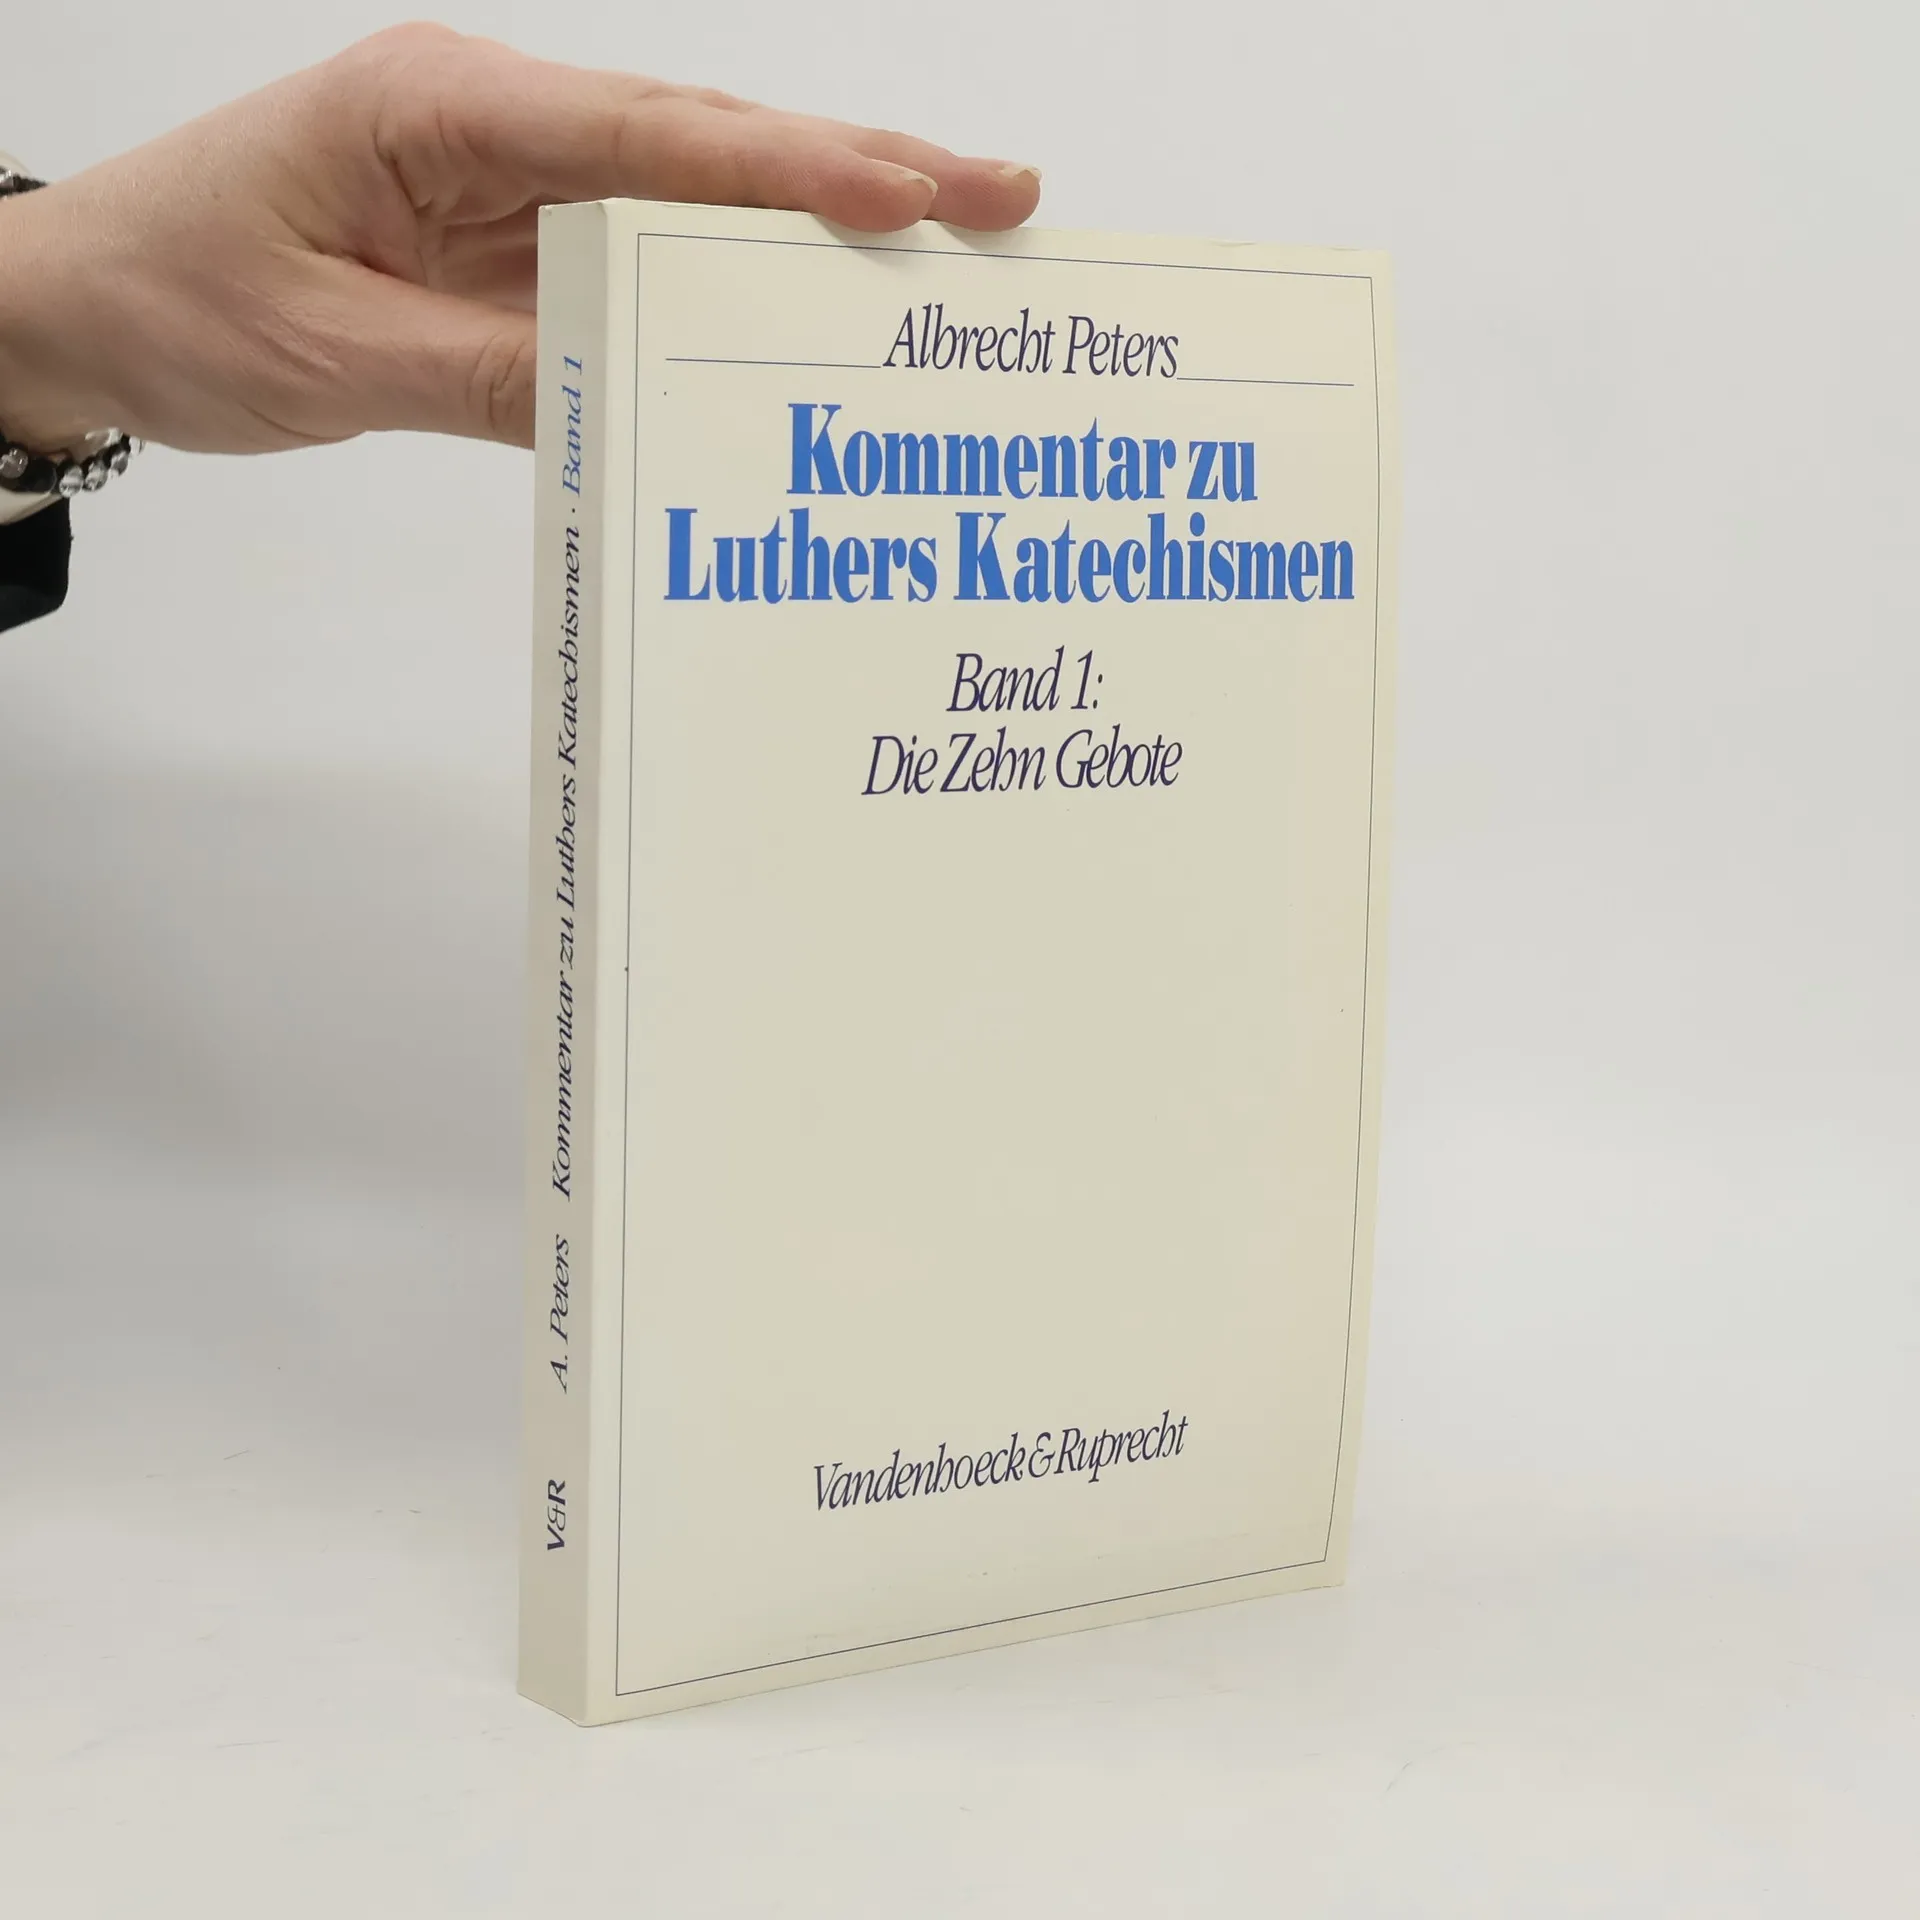 Albrecht Peters
Kommentar zu
Luthers Katechismen
Band 1:
Die Zehn Gebote
Vandenhoeck & Ruprecht
V&R A. Peters Kommentar zu Luthers Katechismen · Band 1